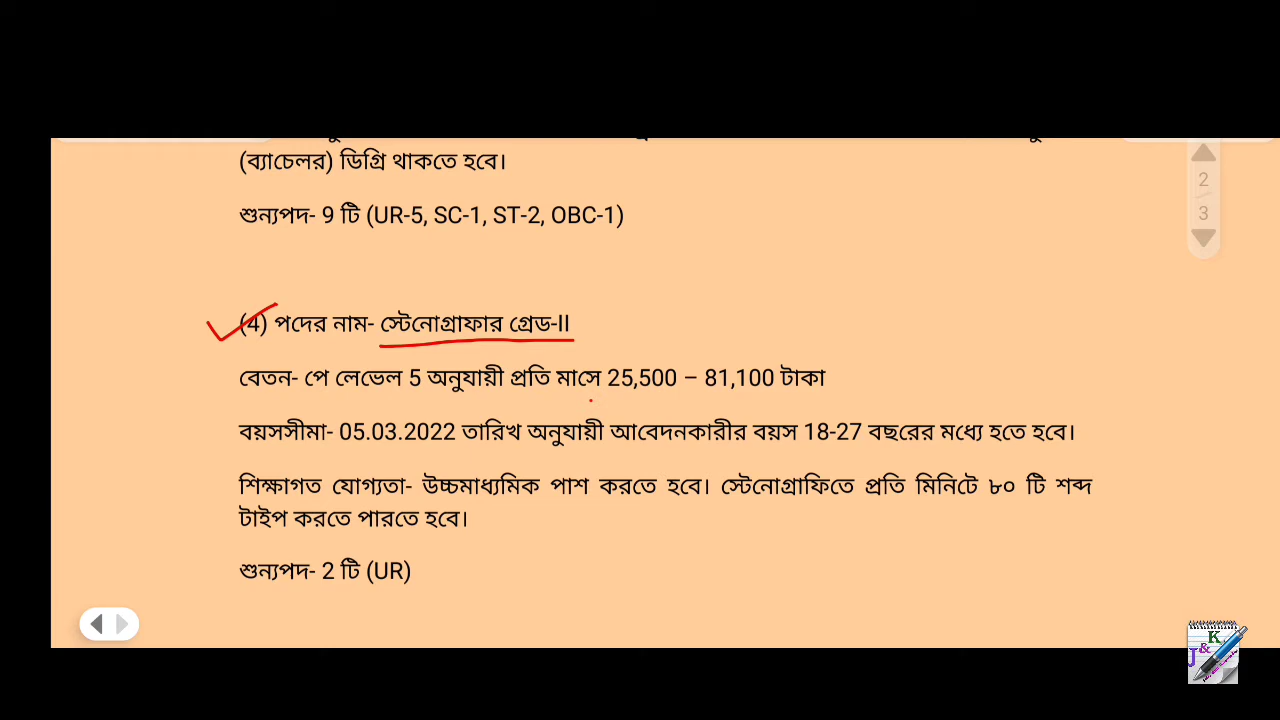 (ব্যাচেলর) ডিগ্রি থাকতে হবে।
শুন্যপদ- 9 টি (UR-5, SC-1, ST-2, OBC-1)
2
3
(4) পদের নাম- স্টেনোগ্রাফার গ্রেড-II
বেতন- পে লেভেল 5 অনুযায়ী প্রতি মাসে 25,500 – 81,100 টাকা
বয়সসীমা- 05.03.2022 তারিখ অনুযায়ী আবেদনকারীর বয়স 18-27 বছরের মধ্যে হতে হবে।
শিক্ষাগত যোগ্যতা- উচ্চমাধ্যমিক পাশ করতে হবে। স্টেনোগ্রাফিতে প্রতি মিনিটে ৮০ টি শব্দ
টাইপ করতে পারতে হবে।
শুন্যপদ- 2 টি (UR)
J&K